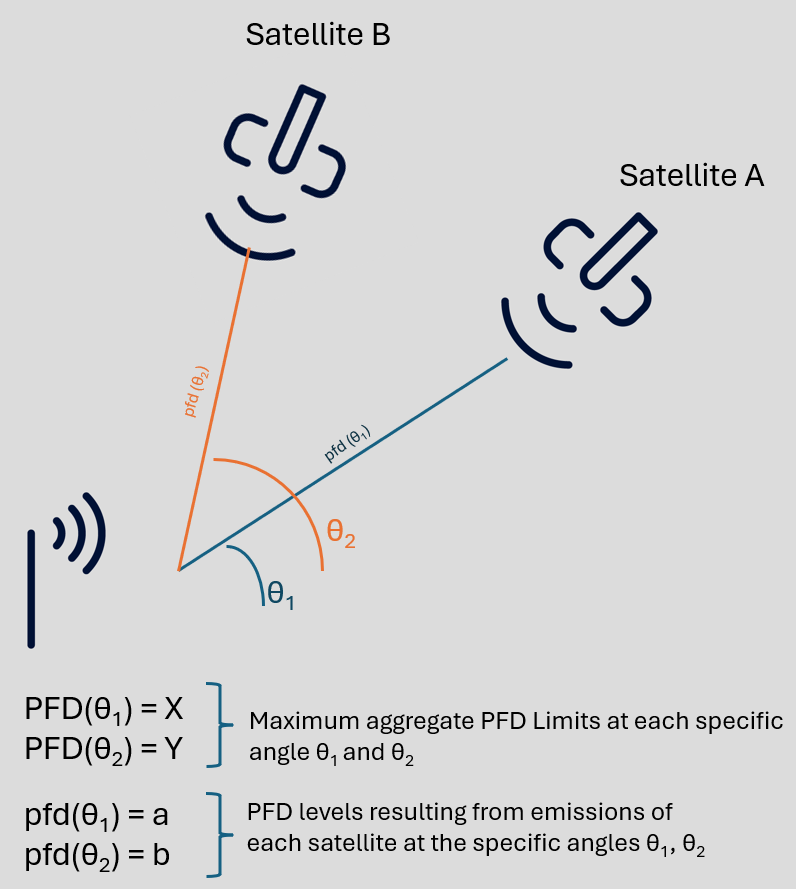 Satellite B
Satellite A
pfd (θ₂)
pfd (θ₁)
θ₂
θ₁
PFD(θ₁) = X
PFD(θ₂) = Y
Maximum aggregate PFD Limits at each specific
angle θ₁ and θ₂
pfd(θ₁) = a
pfd(θ₂) = b
PFD levels resulting from emissions of
each satellite at the specific angles θ₁, θ₂